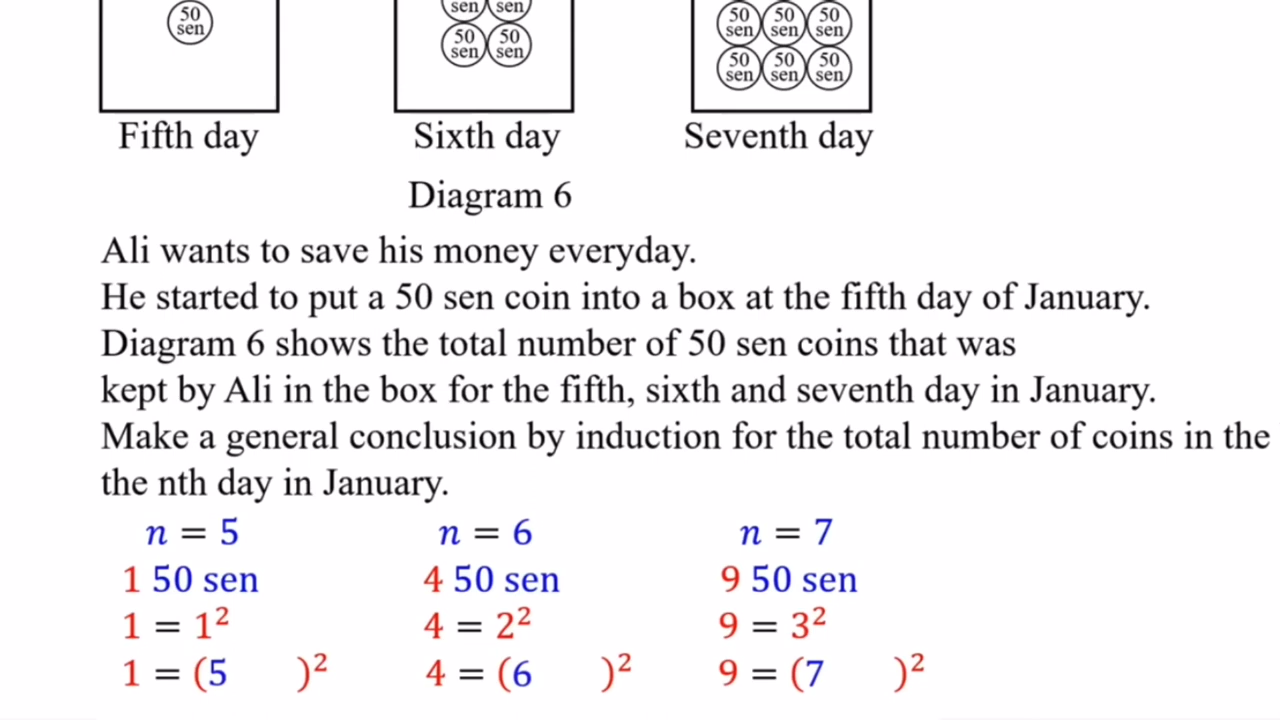 sen sen 50 50 50
50 sen 50 50 sen sen sen
sen sen sen 50 50 50
sen sen sen
Fifth day Sixth day Seventh day
Diagram 6
Ali wants to save his money everyday.
He started to put a 50 sen coin into a box at the fifth day of January.
Diagram 6 shows the total number of 50 sen coins that was
kept by Ali in the box for the fifth, sixth and seventh day in January.
Make a general conclusion by induction for the total number of coins in the
the nth day in January.
n = 5 n = 6 n = 7
1 50 sen 4 50 sen 9 50 sen
1 = 1² 4 = 2² 9 = 3²
1 = (5 )² 4 = (6 )² 9 = (7 )²